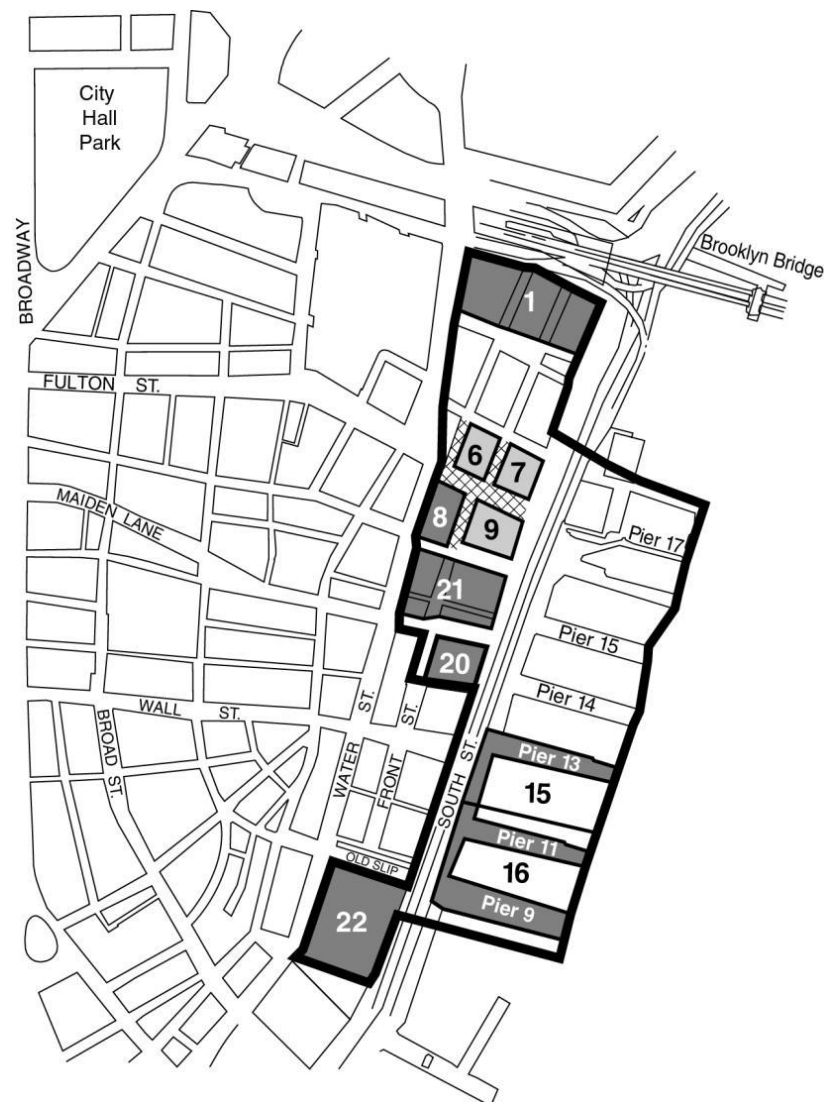 City
Hall
Park
BROADWAY
Brooklyn Bridge
1
FULTON ST.
6
7
MAIDEN LANE
8
9
Pier 17
21
Pier 15
20
WALL ST.
BROAD ST.
WATER ST.
FRONT ST.
SOUTH ST.
Pier 14
Pier 13
15
Pier 11
16
OLD SLIP
Pier 9
22